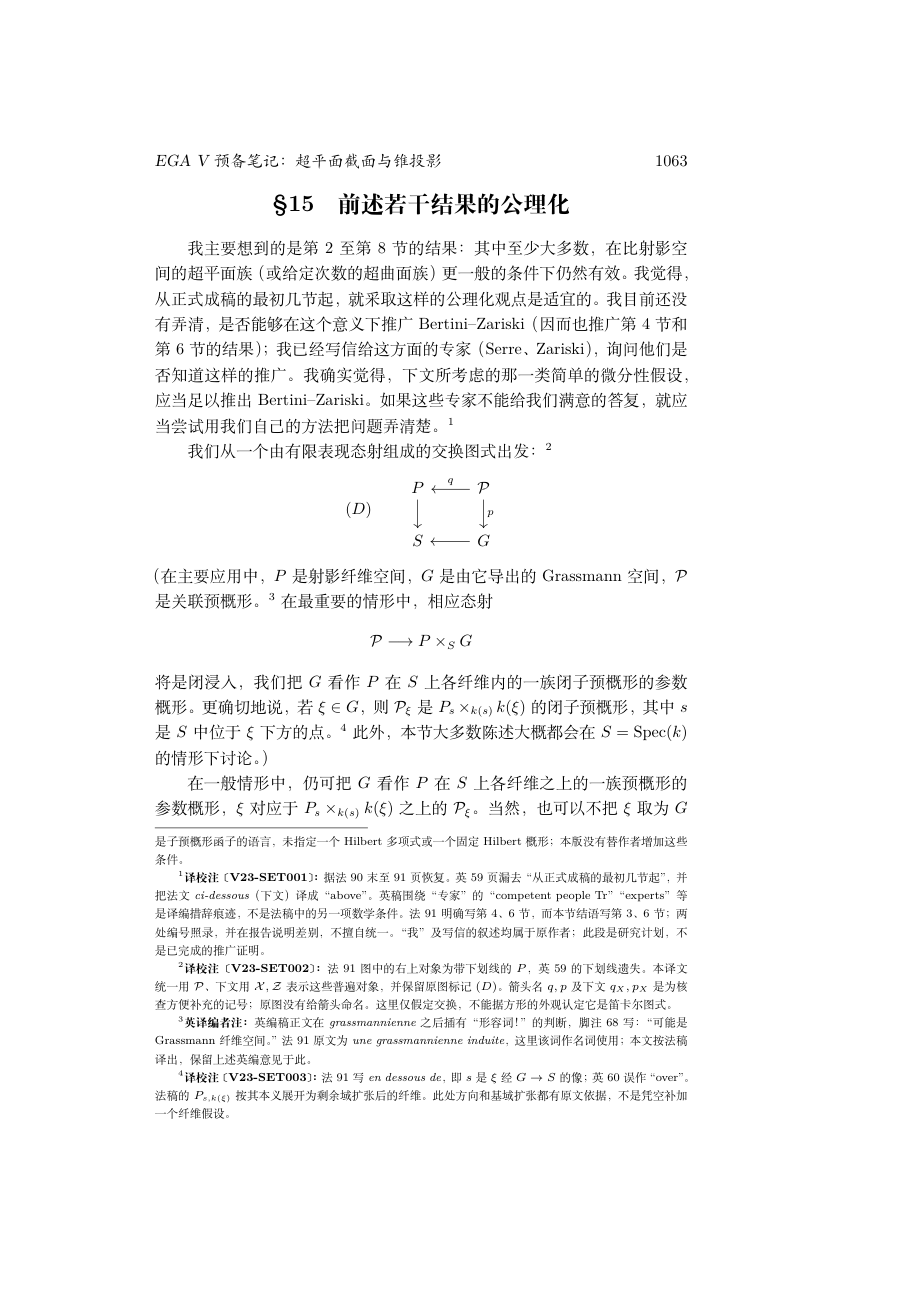 EGA V 预备笔记：超平面截面与锥投影 1063
§15 前述若干结果的公理化
我主要想到的是第 2 至第 8 节的结果：其中至少大多数，在比射影空
间的超平面族（或给定次数的超曲面族）更一般的条件下仍然有效。我觉得，
从正式成稿的最初几节起，就采取这样的公理化观点是适宜的。我目前还没
有弄清，是否能够在这个意义下推广 Bertini–Zariski（因而也推广第 4 节和
第 6 节的结果）；我已经写信给这方面的专家（Serre、Zariski），询问他们是
否知道这样的推广。我确实觉得，下文所考虑的那一类简单的微分性假设，
应当足以推出 Bertini–Zariski。如果这些专家不能给我们满意的答复，就应
当尝试用我们自己的方法把问题弄清楚。¹
我们从一个由有限表现态射组成的交换图式出发：²
P ←q 𝒫
(D) ↓ ↓p
S ← G
（在主要应用中，P 是射影纤维空间，G 是由它导出的 Grassmann 空间，𝒫
是关联预概形。³ 在最重要的情形中，相应态射
𝒫 ⟶ P ×_S G
将是闭浸入，我们把 G 看作 P 在 S 上各纤维内的一族闭子预概形的参数
概形。更确切地说，若 ξ ∈ G，则 𝒫_ξ 是 P_s ×_{k(s)} k(ξ) 的闭子预概形，其中 s
是 S 中位于 ξ 下方的点。⁴ 此外，本节大多数陈述大概都会在 S = Spec(k)
的情形下讨论。）
在一般情形中，仍可把 G 看作 P 在 S 上各纤维之上的一族预概形的
参数概形，ξ 对应于 P_s ×_{k(s)} k(ξ) 之上的 𝒫_ξ。当然，也可以不把 ξ 取为 G
是子预概形函子的语言，未指定一个 Hilbert 多项式或一个固定 Hilbert 概形；本版没有替作者增加这些
条件。
¹译校注〔V23-SET001〕：据法 90 末至 91 页恢复。英 59 页漏去“从正式成稿的最初几节起”，并
把法文 ci-dessous（下文）译成“above”。英稿围绕“专家”的“competent people Tr”“experts”等
是译编措辞痕迹，不是法稿中的另一项数学条件。法 91 明确写第 4、6 节，而本节结语写第 3、6 节；两
处编号照录，并在报告说明差别，不擅自统一。“我”及写信的叙述均属于原作者；此段是研究计划，不
是已完成的推广证明。
²译校注〔V23-SET002〕：法 91 图中的右上对象为带下划线的 P，英 59 的下划线遗失。本译文
统一用 𝒫、下文用 𝒳, 𝒵 表示这些普遍对象，并保留原图标记 (D)。箭头名 q, p 及下文 q_X, p_X 是为核
查方便补充的记号；原图没有给箭头命名。这里仅假定交换，不能据方形的外观认定它是笛卡尔图式。
³英译编者注：英编稿正文在 grassmannienne 之后插有“形容词！”的判断，脚注 68 写：“可能是
Grassmann 纤维空间。”法 91 原文为 une grassmannienne induite，这里该词作名词使用；本文按法稿
译出，保留上述英编意见于此。
⁴译校注〔V23-SET003〕：法 91 写 en dessous de，即 s 是 ξ 经 G → S 的像；英 60 误作“over”。
法稿的 P_{s,k(ξ)} 按其本义展开为剩余域扩张后的纤维。此处方向和基域扩张都有原文依据，不是凭空补加
一个纤维假设。